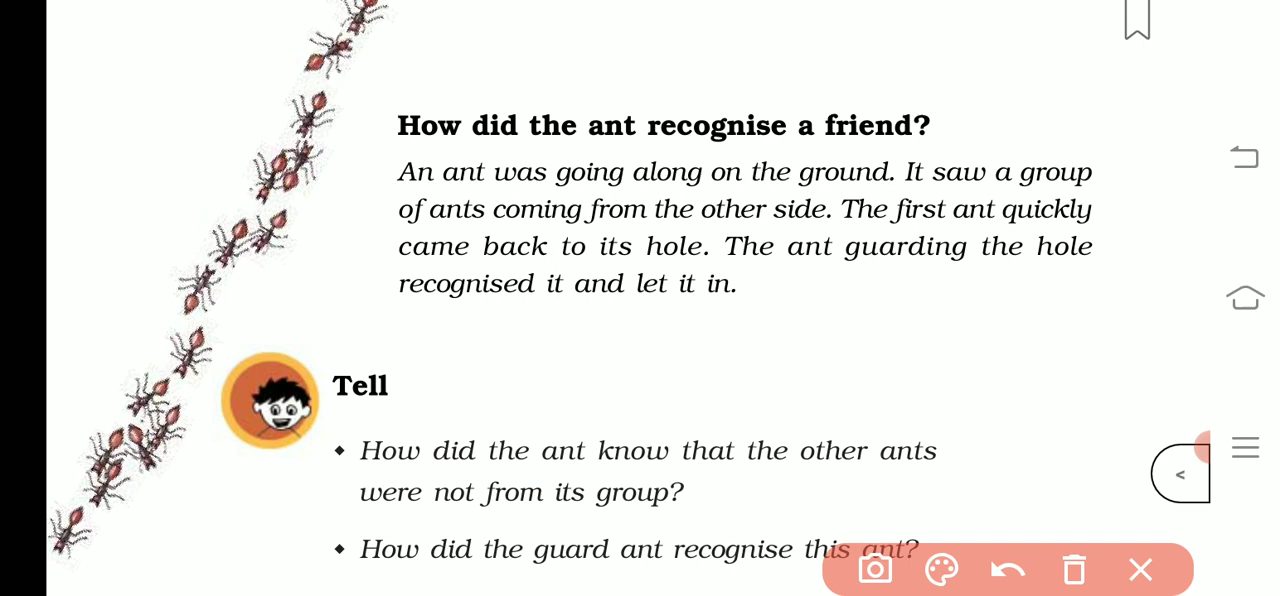 How did the ant recognise a friend?
An ant was going along on the ground. It saw a group
of ants coming from the other side. The first ant quickly
came back to its hole. The ant guarding the hole
recognised it and let it in.
Tell
• How did the ant know that the other ants
were not from its group?
• How did the guard ant recognise this ant?
<